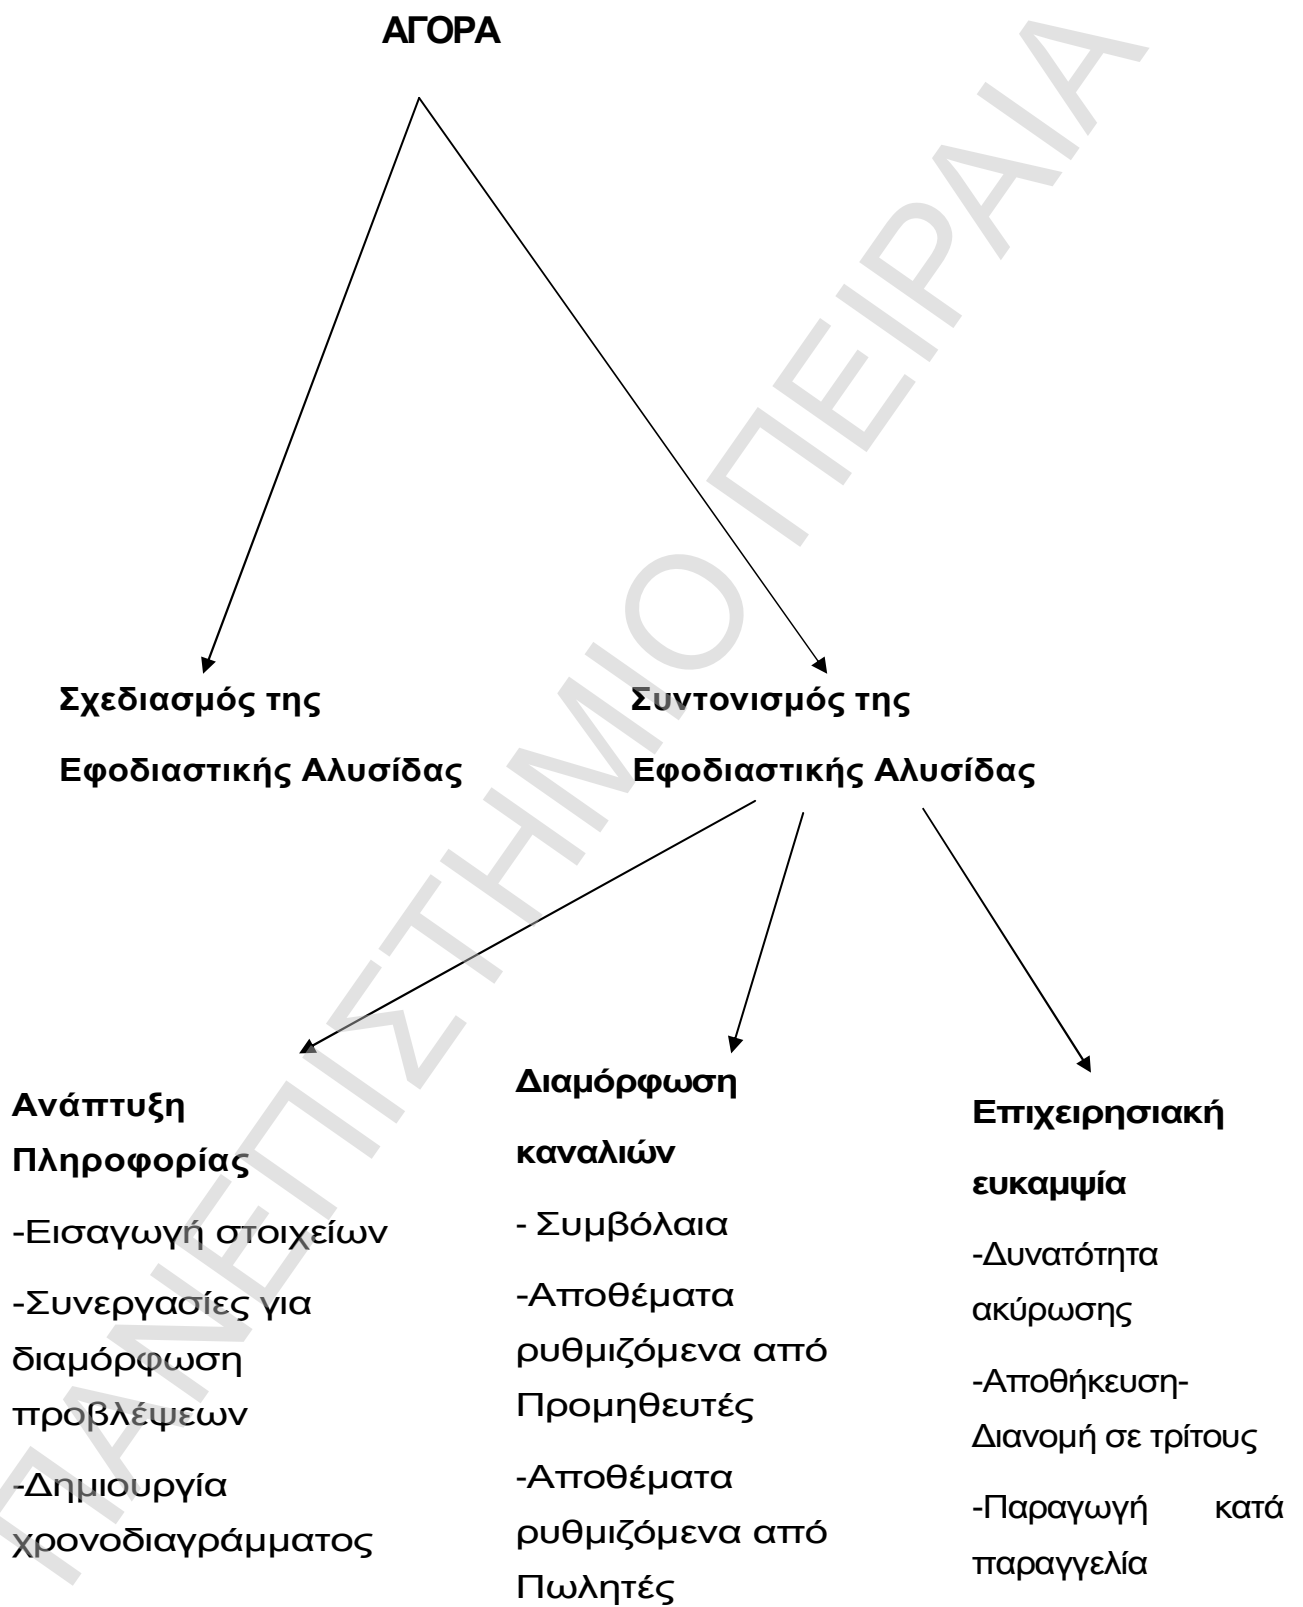 ΑΓΟΡΑ
Σχεδιασμός της
Εφοδιαστικής Αλυσίδας
Συντονισμός της
Εφοδιαστικής Αλυσίδας
Ανάπτυξη
Πληροφορίας
-Εισαγωγή στοιχείων
-Συνεργασίες για
διαμόρφωση
προβλέψεων
-Δημιουργία
χρονοδιαγράμματος
Διαμόρφωση
καναλιών
- Συμβόλαια
-Αποθέματα
ρυθμιζόμενα από
Προμηθευτές
-Αποθέματα
ρυθμιζόμενα από
Πωλητές
Επιχειρησιακή
ευκαμψία
-Δυνατότητα
ακύρωσης
-Αποθήκευση-
Διανομή σε τρίτους
-Παραγωγή κατά
παραγγελία
ΠΑΝΕΠΙΣΤΗΜΙΟ ΠΕΙΡΑΙΑ